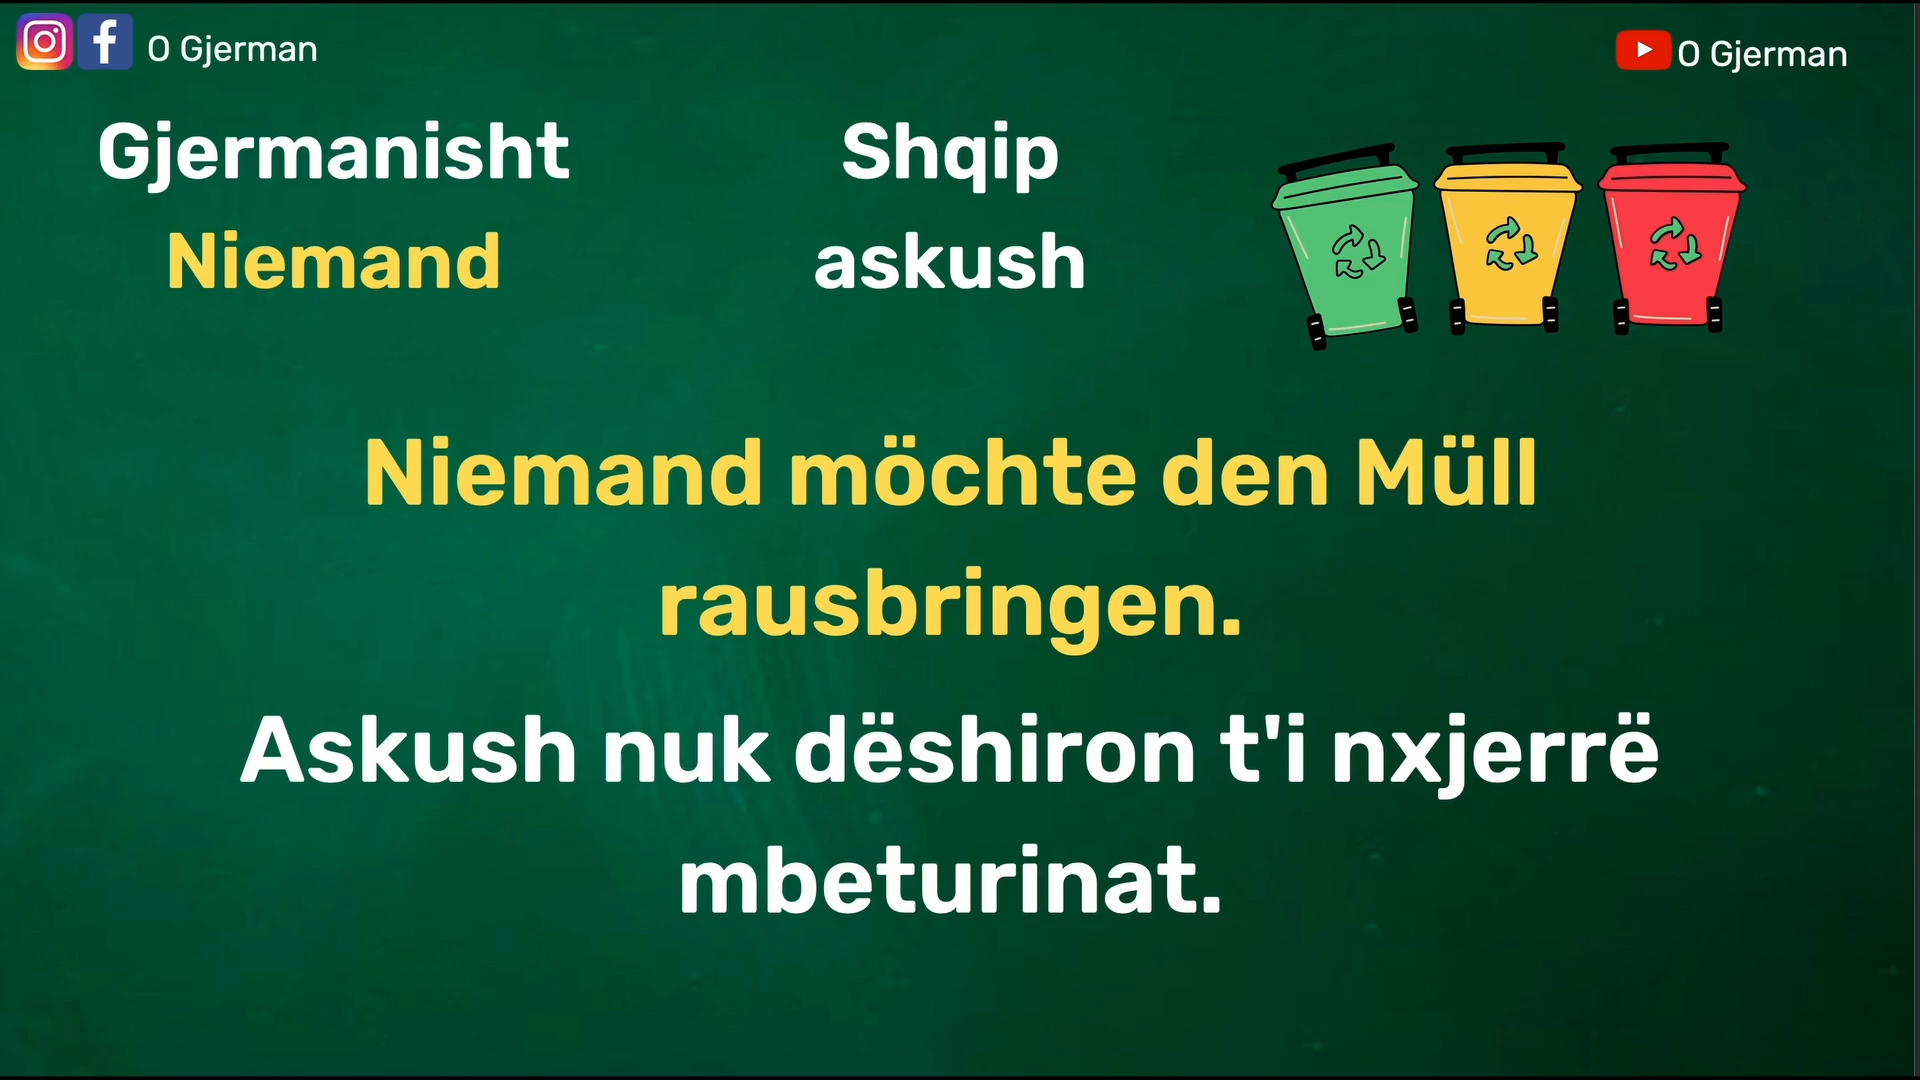 O Gjerman
O Gjerman
Gjermanisht
Shqip
Niemand
askush
Niemand möchte den Müll
rausbringen.
Askush nuk dëshiron t'i nxjerrë
mbeturinat.